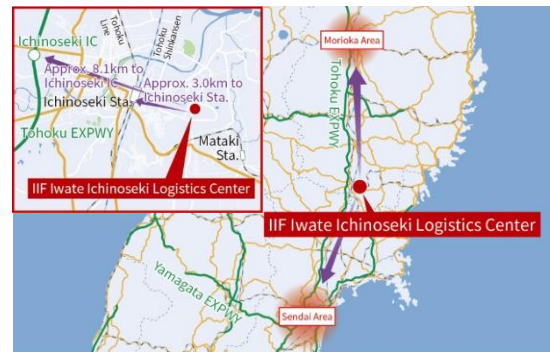 Ichinoseki IC
Tohoku
Line
Tohoku
Shinkansen
Approx. 8.1km to
Ichinoseki IC
Approx. 3.0km to
Ichinoseki Sta.
Ichinoseki Sta.
Tohoku EXPWY
Mataki
Sta.
IIF Iwate Ichinoseki Logistics Center
Morioka Area
Tohoku EXPWY
IIF Iwate Ichinoseki Logistics Center
Yamagata EXPWY
Sendai Area